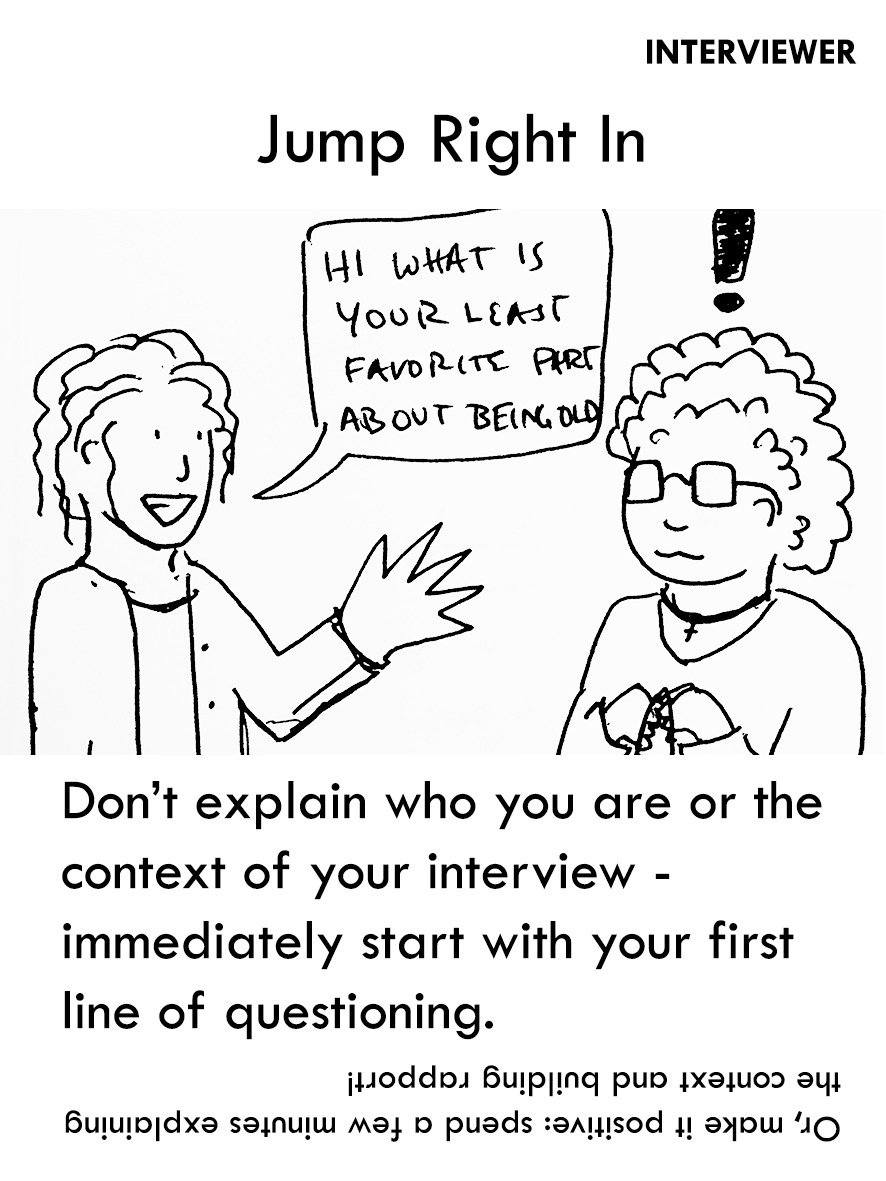 INTERVIEWER
Jump Right In
HI WHAT IS
YOUR LEAST
FAVORITE PART
ABOUT BEING OLD
!
Don’t explain who you are or the
context of your interview -
immediately start with your first
line of questioning.
Or, make it positive: spend a few minutes explaining
the context and building rapport!